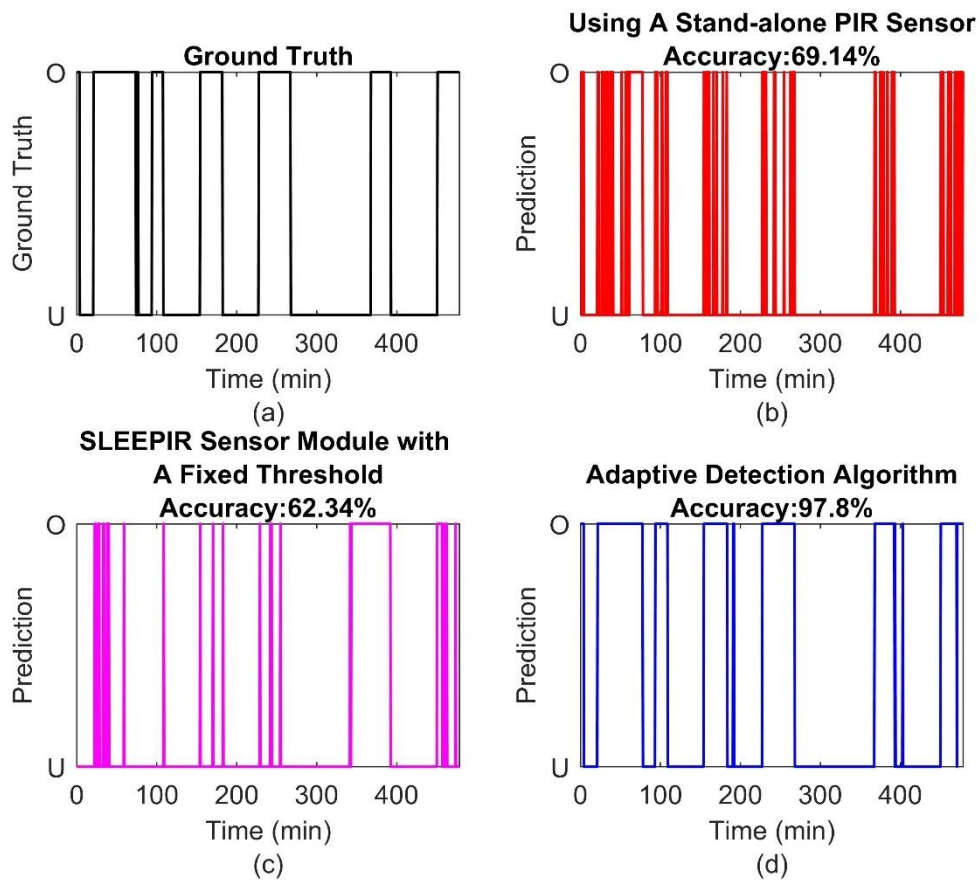 Ground Truth
O
U
Ground Truth
0 100 200 300 400
Time (min)
(a)
Using A Stand-alone PIR Sensor
Accuracy:69.14%
O
U
Prediction
0 100 200 300 400
Time (min)
(b)
SLEEPIR Sensor Module with
A Fixed Threshold
Accuracy:62.34%
O
U
Prediction
0 100 200 300 400
Time (min)
(c)
Adaptive Detection Algorithm
Accuracy:97.8%
O
U
Prediction
0 100 200 300 400
Time (min)
(d)